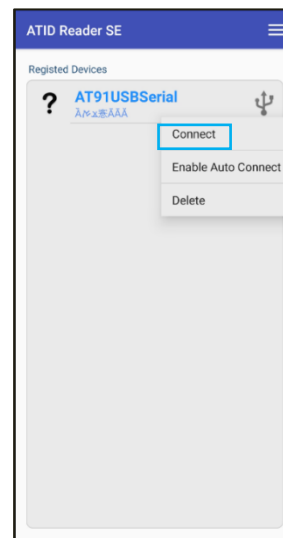 ATID Reader SE
Registed Devices
? AT91USBSerial
Connect
Enable Auto Connect
Delete